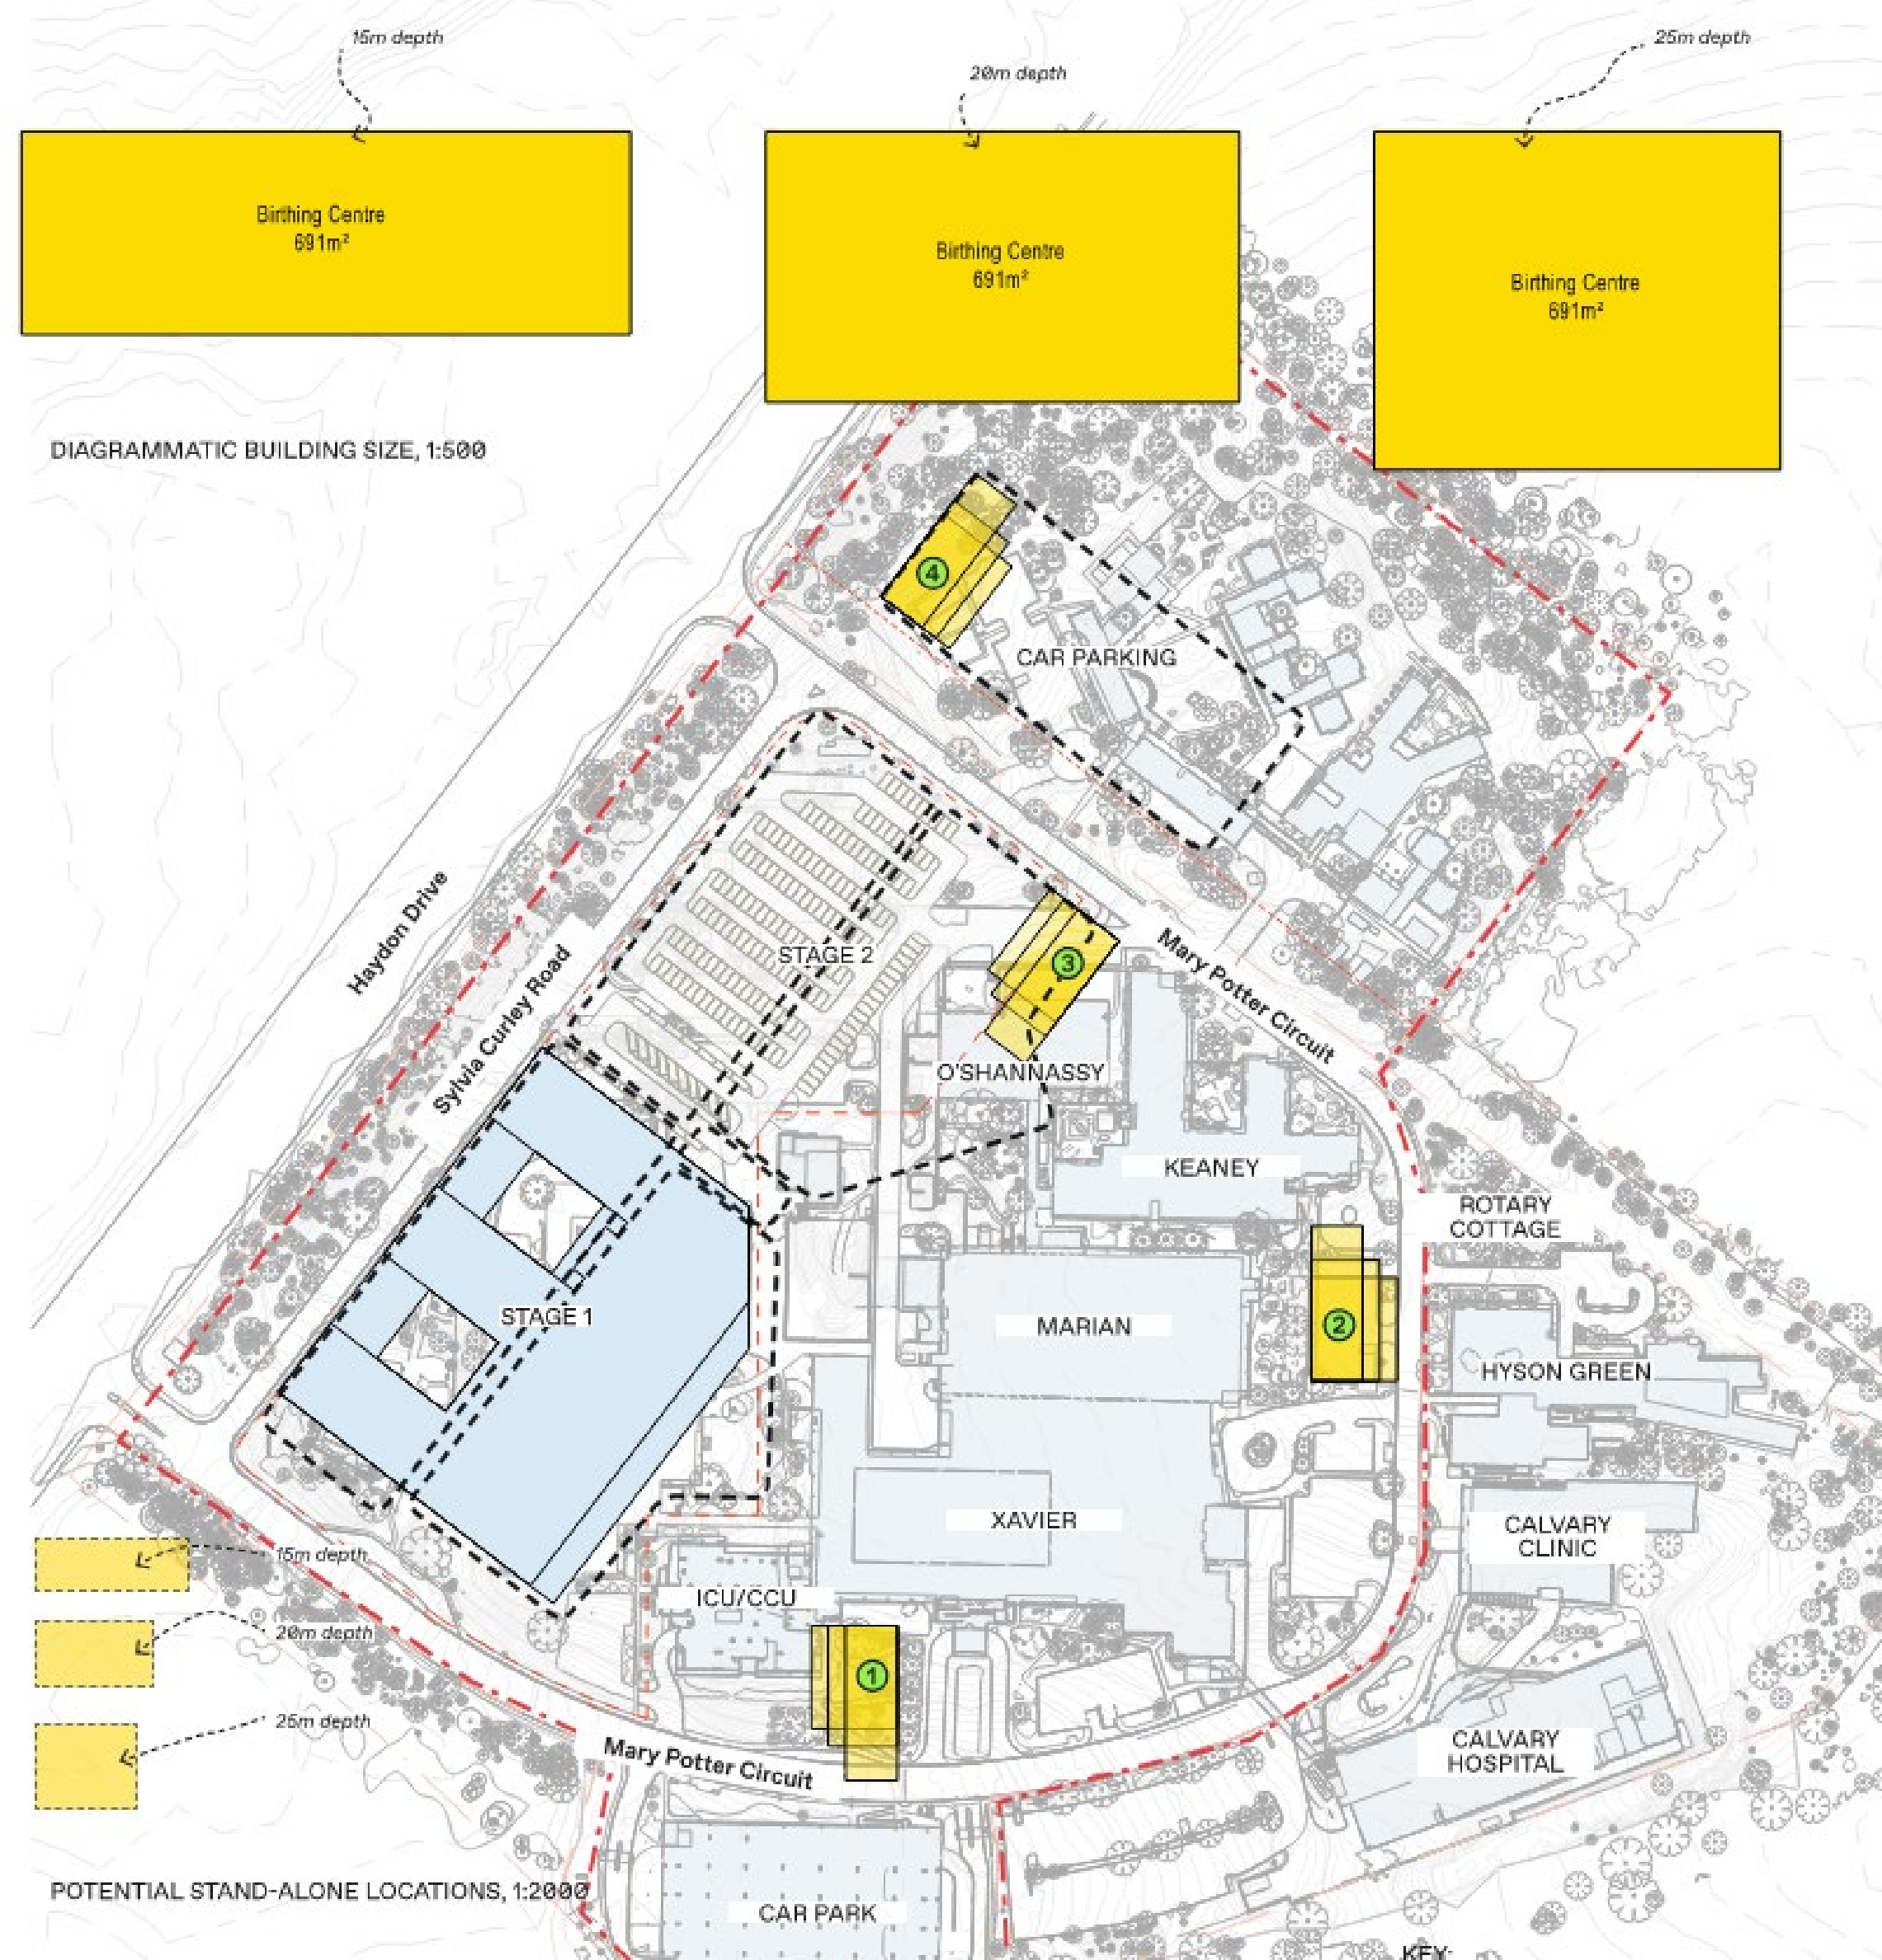 15m depth
20m depth
25m depth
Birthing Centre
691m²
Birthing Centre
691m²
Birthing Centre
691m²
DIAGRAMMATIC BUILDING SIZE, 1:500
4
CAR PARKING
Haydon Drive
Sylvia Curley Road
STAGE 2
3
Mary Potter Circuit
O'SHANNASSY
KEANEY
ROTARY
COTTAGE
STAGE 1
MARIAN
2
HYSON GREEN
XAVIER
CALVARY
CLINIC
15m depth
ICU/CCU
20m depth
1
25m depth
Mary Potter Circuit
CALVARY
HOSPITAL
POTENTIAL STAND-ALONE LOCATIONS, 1:2000
CAR PARK
KEY: